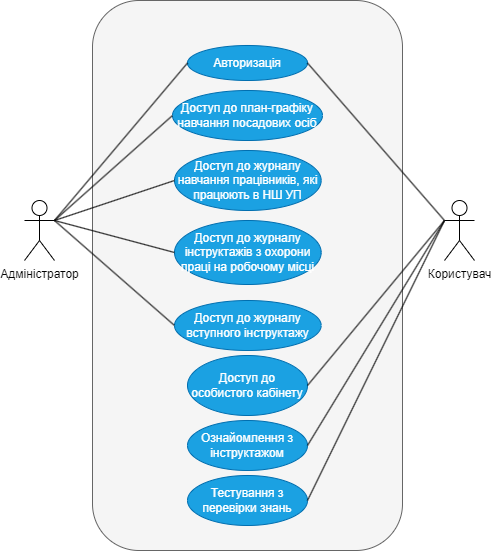 Авторизація
Доступ до план-графіку
навчання посадових осіб
Доступ до журналу
навчання працівників, які
працюють в НШ УП
Доступ до журналу
інструктажів з охорони
праці на робочому місці
Адміністратор
Користувач
Доступ до журналу
вступного інструктажу
Доступ до
особистого кабінету
Ознайомлення з
інструктажом
Тестування з
перевірки знань